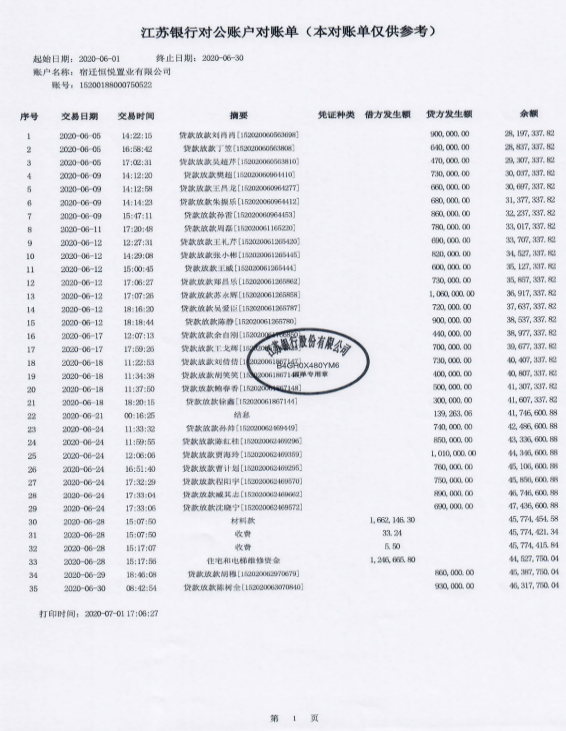 江苏银行对公账户对账单（本对账单仅供参考）
起始日期：2020-06-01 终止日期：2020-06-30
账户名称：宿迁恒悦置业有限公司
账号：15200188000750522
序号 交易日期 交易时间 摘要 凭证种类 借方发生额 贷方发生额 余额
1 2020-06-05 14:22:15 贷款放款刘肖肖[152020060563698] 900,000.00 28,197,337.82
2 2020-06-05 16:58:42 贷款放款丁笠[152020060563808] 640,000.00 28,837,337.82
3 2020-06-05 17:02:31 贷款放款吴超芹[152020060563810] 470,000.00 29,307,337.82
4 2020-06-09 14:12:20 贷款放款樊超[152020060964410] 730,000.00 30,037,337.82
5 2020-06-09 14:12:58 贷款放款王昌龙[152020060964277] 660,000.00 30,697,337.82
6 2020-06-09 14:14:23 贷款放款朱振乐[152020060964412] 680,000.00 31,377,337.82
7 2020-06-09 15:47:11 贷款放款孙雷[152020060964453] 860,000.00 32,237,337.82
8 2020-06-11 17:20:48 贷款放款周磊[152020061165220] 780,000.00 33,017,337.82
9 2020-06-12 12:27:31 贷款放款王礼芹[152020061265420] 690,000.00 33,707,337.82
10 2020-06-12 14:29:08 贷款放款张小彬[152020061265445] 820,000.00 34,527,337.82
11 2020-06-12 15:00:45 贷款放款王威[152020061265444] 600,000.00 35,127,337.82
12 2020-06-12 17:06:27 贷款放款郑昌乐[152020061265862] 730,000.00 35,857,337.82
13 2020-06-12 17:07:26 贷款放款苏永辉[152020061265858] 1,060,000.00 36,917,337.82
14 2020-06-12 18:16:20 贷款放款吴爱臣[152020061265787] 720,000.00 37,637,337.82
15 2020-06-12 18:18:44 贷款放款陈静[152020061265780] 900,000.00 38,537,337.82
16 2020-06-17 12:07:13 贷款放款余自刚 440,000.00 38,977,337.82
17 2020-06-17 17:59:26 贷款放款王龙辉 700,000.00 39,677,337.82
18 2020-06-18 11:22:53 贷款放款刘倩倩[152020061867147] 730,000.00 40,407,337.82
19 2020-06-18 11:34:38 贷款放款胡笑笑 400,000.00 40,807,337.82
20 2020-06-18 11:37:50 贷款放款鲍春香[152020061867148] 500,000.00 41,307,337.82
21 2020-06-18 18:20:15 贷款放款徐鑫[152020061867144] 300,000.00 41,607,337.82
22 2020-06-21 00:16:25 结息 139,263.06 41,746,600.88
23 2020-06-24 11:33:32 贷款放款孙帅[152020062469449] 740,000.00 42,486,600.88
24 2020-06-24 11:59:55 贷款放款陈红桂[152020062469296] 850,000.00 43,336,600.88
25 2020-06-24 12:06:06 贷款放款贾海玲[152020062469359] 1,010,000.00 44,346,600.88
26 2020-06-24 16:51:40 贷款放款曹计划[152020062469295] 760,000.00 45,106,600.88
27 2020-06-24 17:32:29 贷款放款程阳宇[152020062469570] 750,000.00 45,856,600.88
28 2020-06-24 17:33:04 贷款放款臧其志[152020062469662] 890,000.00 46,746,600.88
29 2020-06-24 17:33:06 贷款放款沈晓宁[152020062469572] 690,000.00 47,436,600.88
30 2020-06-28 15:07:50 材料款 1,662,146.30 45,774,454.58
31 2020-06-28 15:07:50 收费 33.24 45,774,421.34
32 2020-06-28 15:17:07 收费 5.50 45,774,415.84
33 2020-06-28 15:17:56 住宅和电梯维修资金 1,246,665.80 44,527,750.04
34 2020-06-29 18:46:08 贷款放款胡穆[152020062970679] 860,000.00 45,387,750.04
35 2020-06-30 08:42:54 贷款放款陈树全[152020063070840] 930,000.00 46,317,750.04
江苏银行股份有限公司
B4GH0X480YM6
回单专用章
打印时间：2020-07-01 17:06:27
第 1 页